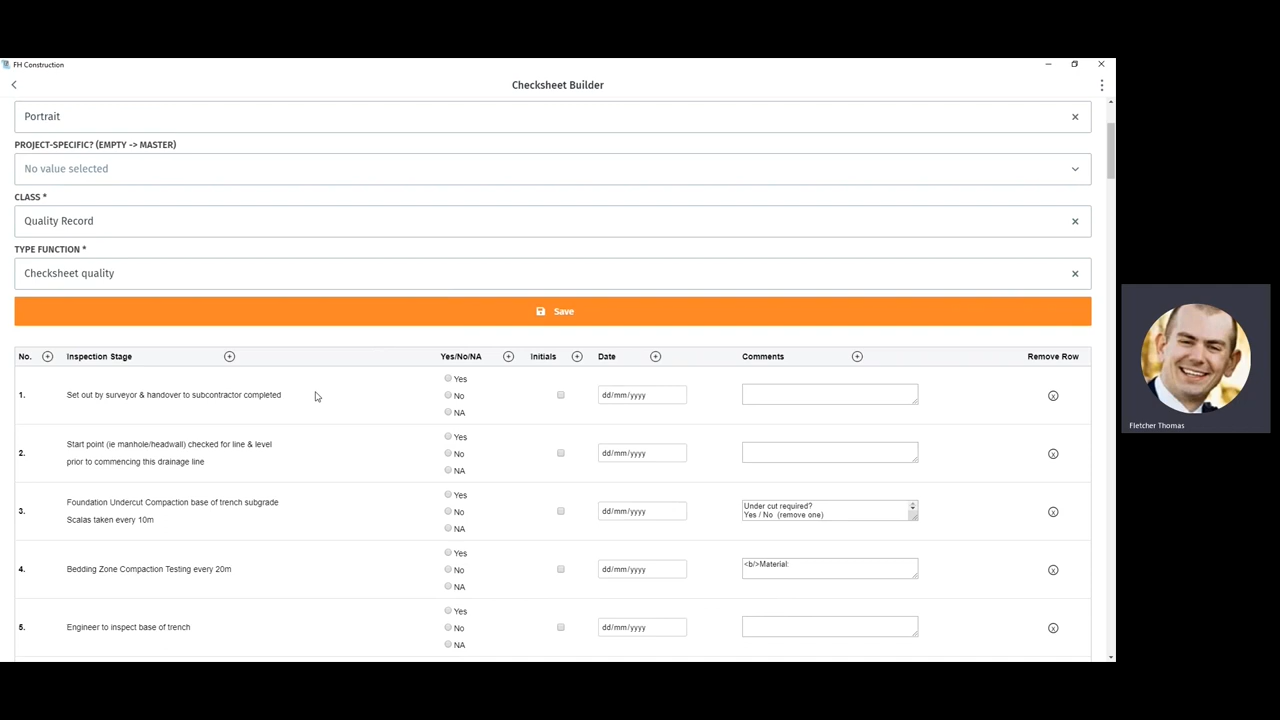 FH Construction
Checksheet Builder
Portrait
PROJECT-SPECIFIC? (EMPTY -> MASTER)
No value selected
CLASS *
Quality Record
TYPE FUNCTION *
Checksheet quality
Save
No. Inspection Stage Yes/No/NA Initials Date Comments Remove Row
1. Set out by surveyor & handover to subcontractor completed
Yes
No
NA
dd/mm/yyyy
2. Start point (ie manhole/headwall) checked for line & level
prior to commencing this drainage line
Yes
No
NA
dd/mm/yyyy
3. Foundation Undercut Compaction base of trench subgrade
Scalas taken every 10m
Yes
No
NA
dd/mm/yyyy
Under cut required?
Yes / No (remove one)
4. Bedding Zone Compaction Testing every 20m
Yes
No
NA
dd/mm/yyyy
<b/>Material:
5. Engineer to inspect base of trench
Yes
No
NA
dd/mm/yyyy
Fletcher Thomas